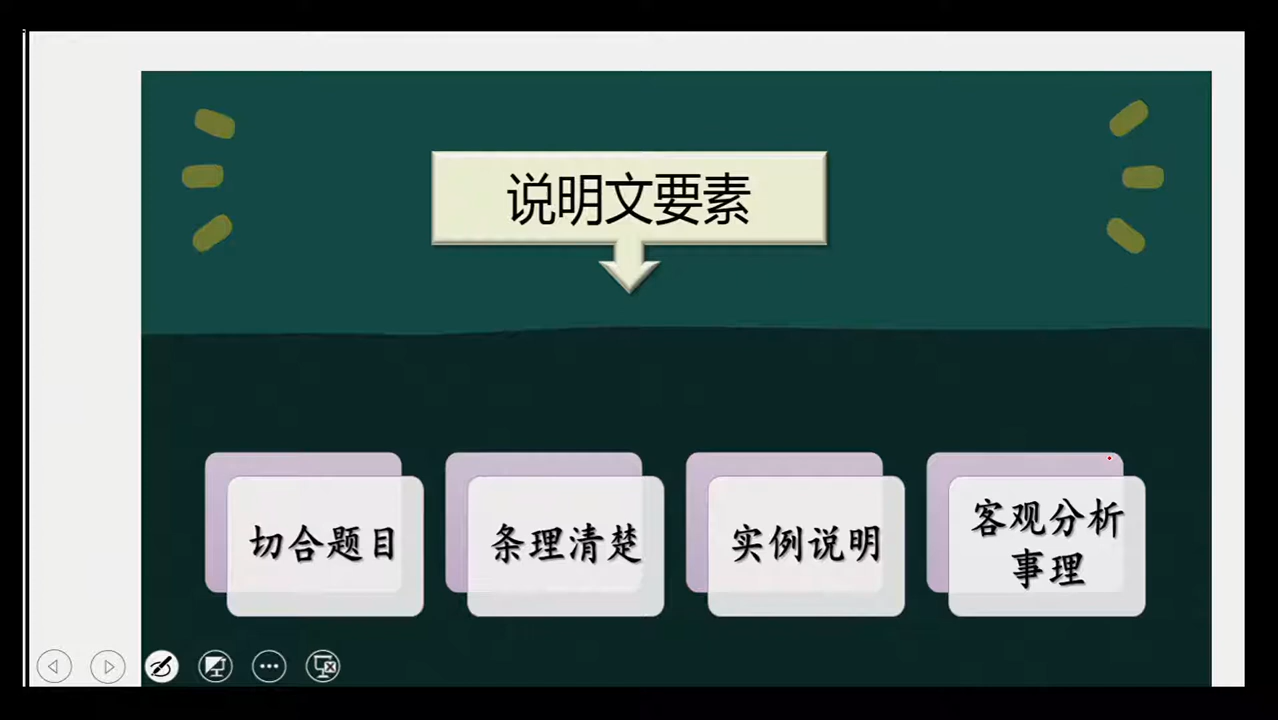 说明文要素
切合题目
条理清楚
实例说明
客观分析
事理